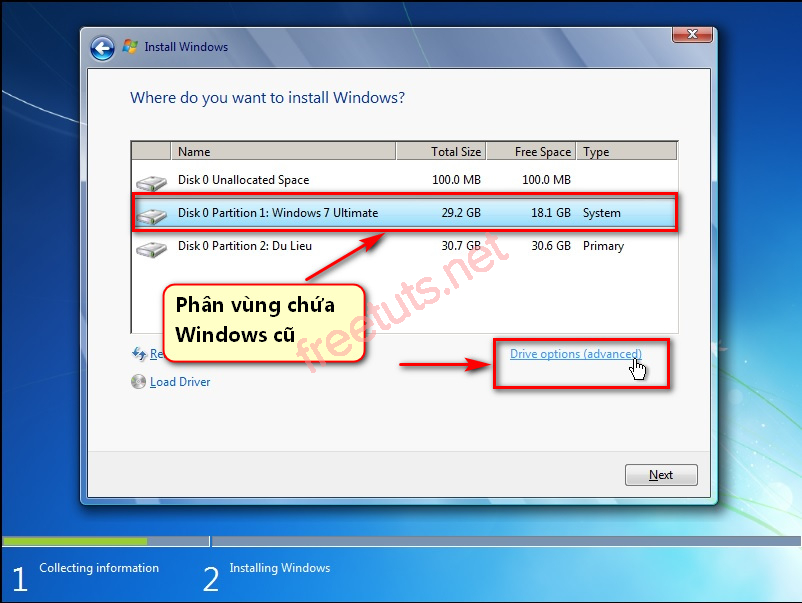 Install Windows
Where do you want to install Windows?
Name Total Size Free Space Type
Disk 0 Unallocated Space 100.0 MB 100.0 MB
Disk 0 Partition 1: Windows 7 Ultimate 29.2 GB 18.1 GB System
Disk 0 Partition 2: Du Lieu 30.7 GB 30.6 GB Primary
Phân vùng chứa
Windows cũ
freetuts.net
Drive options (advanced)
Load Driver
Next
1 Collecting information 2 Installing Windows